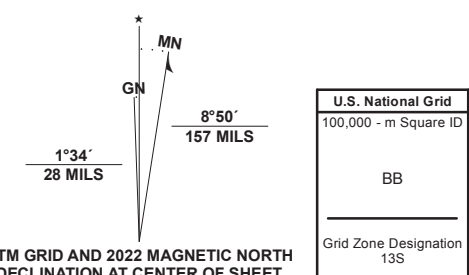 ★
MN
GN
8°50´
157 MILS
1°34´
28 MILS
TM GRID AND 2022 MAGNETIC NORTH
DECLINATION AT CENTER OF SHEET
U.S. National Grid
100,000 - m Square ID
BB
Grid Zone Designation
13S